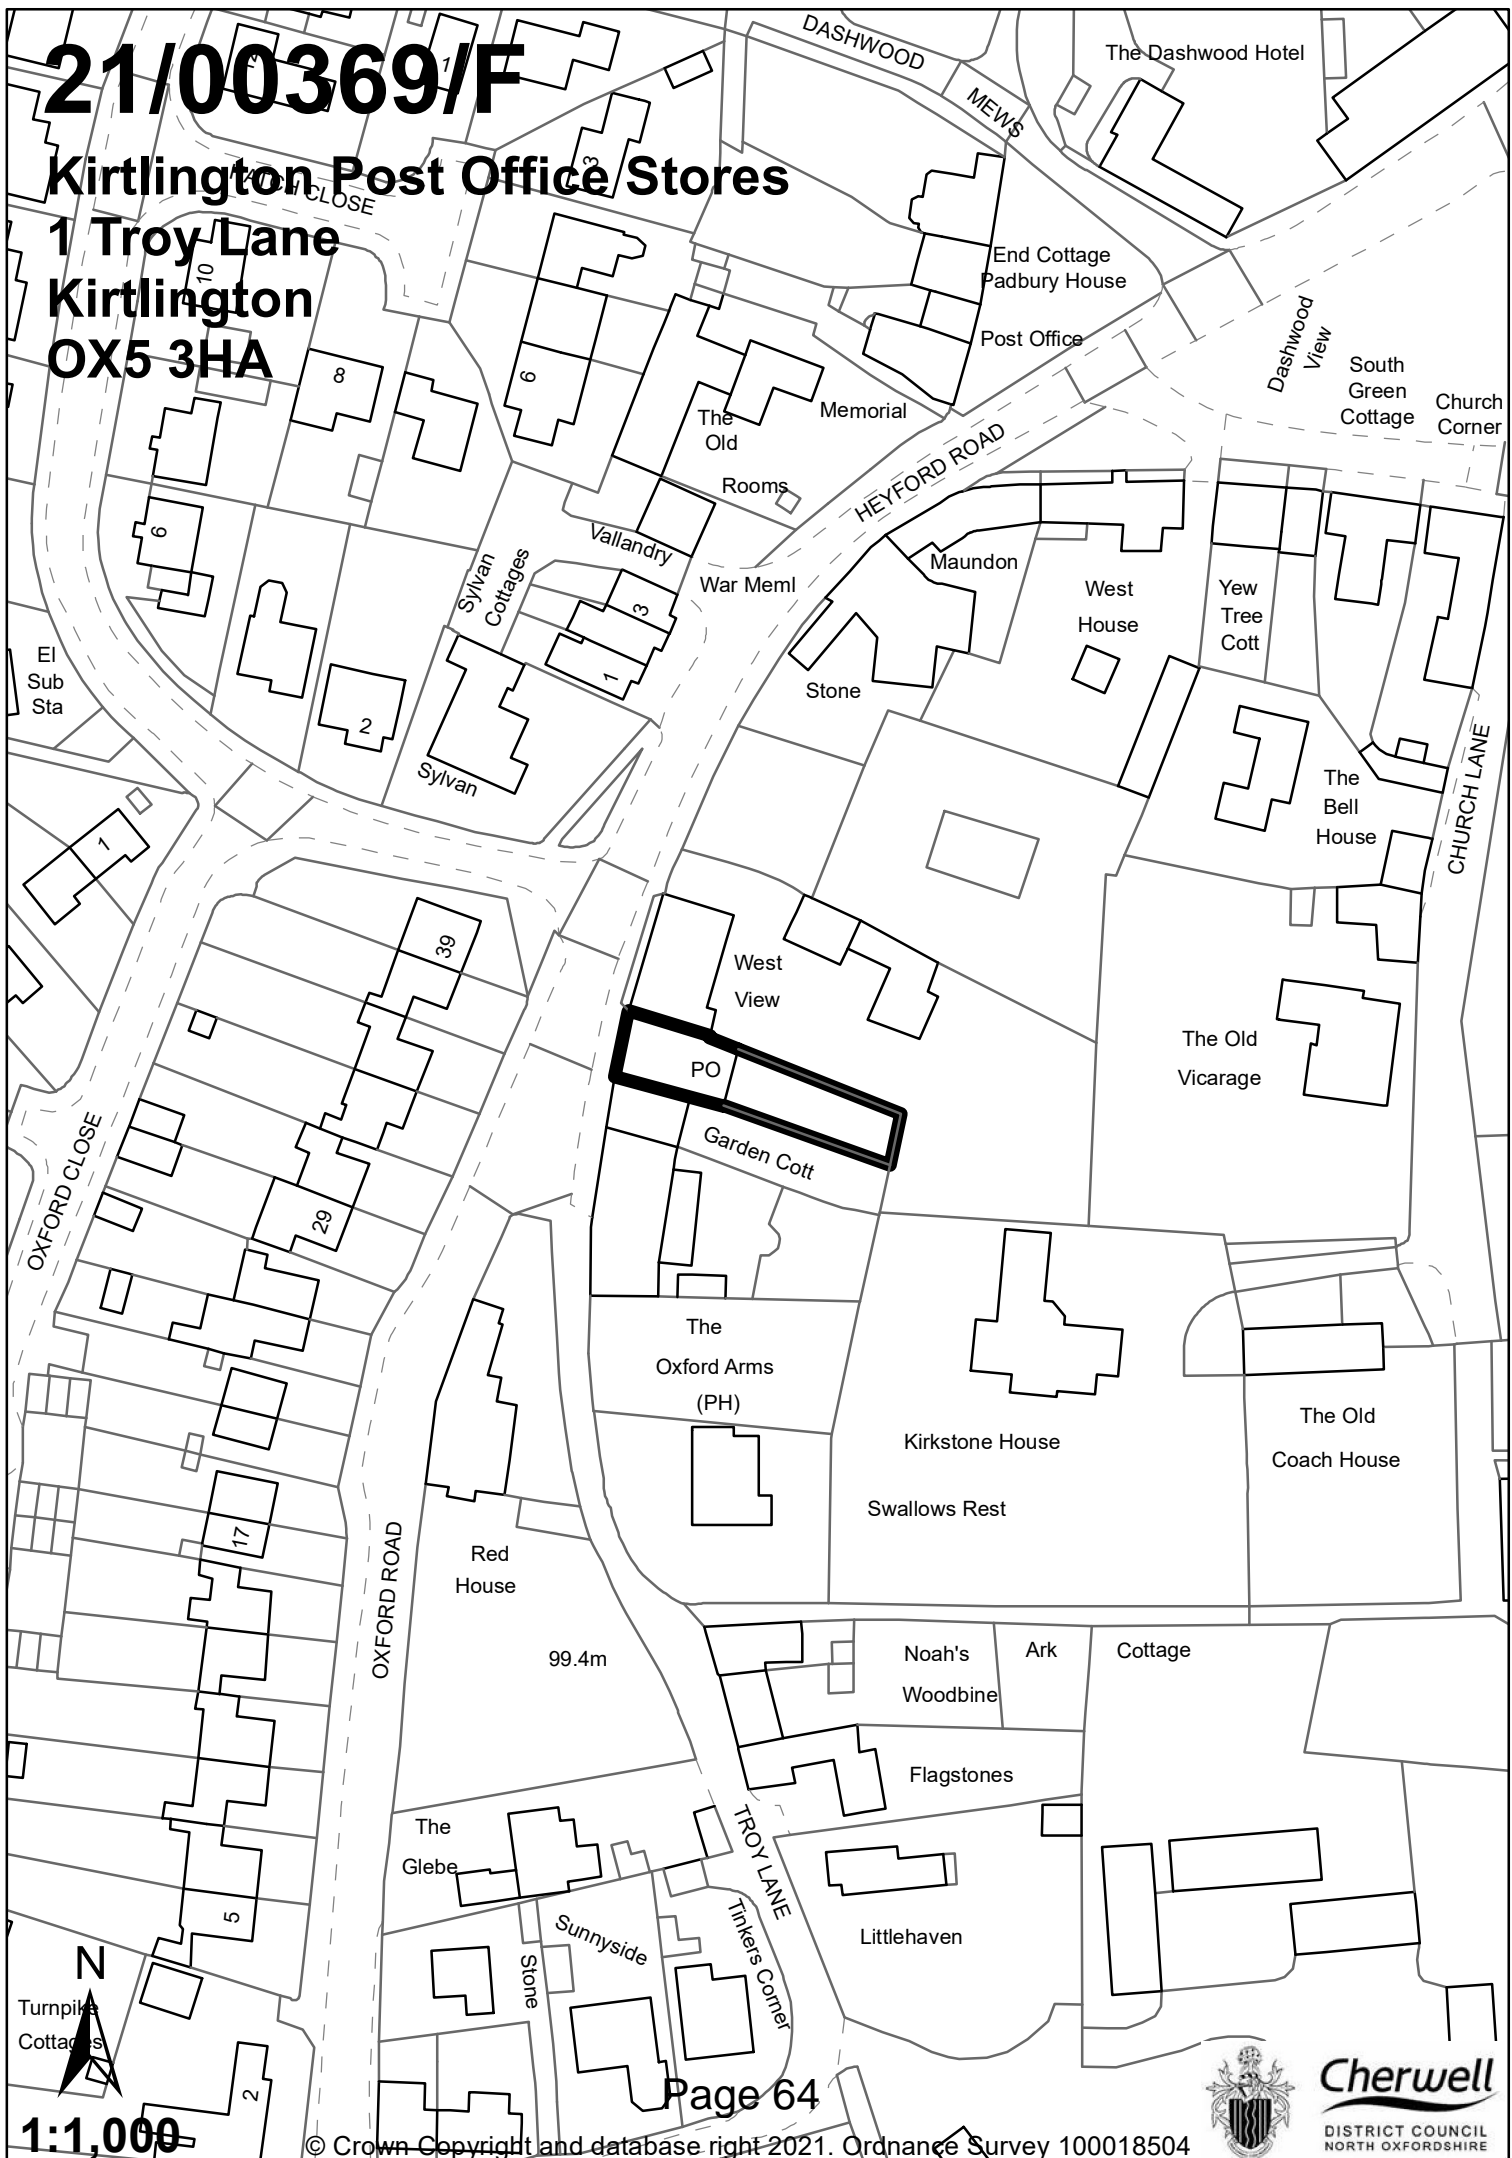 21/00369/F
Kirtlington Post Office Stores
1 Troy Lane
Kirtlington
OX5 3HA
DASHWOOD
MEWS
The Dashwood Hotel
1
3
HATCH CLOSE
10
8
6
End Cottage
Padbury House
Post Office
Memorial
The
Old
Rooms
HEYFORD ROAD
Dashwood
View
South
Green
Cottage
Church
Corner
6
Vallandry
Sylvan
Cottages
War Meml
3
1
Maundon
West
House
Yew
Tree
Cott
Stone
El
Sub
Sta
2
Sylvan
The
Bell
House
CHURCH LANE
1
39
West
View
PO
Garden Cott
The Old
Vicarage
OXFORD CLOSE
29
The
Oxford Arms
(PH)
Kirkstone House
Swallows Rest
The Old
Coach House
17
OXFORD ROAD
Red
House
99.4m
Noah's
Ark
Cottage
Woodbine
Flagstones
The
Glebe
TROY LANE
5
Sunnyside
Stone
Tinkers Corner
Littlehaven
N
Turnpike
Cottages
2
Page 64
1:1,000
© Crown Copyright and database right 2021. Ordnance Survey 100018504
Cherwell
DISTRICT COUNCIL
NORTH OXFORDSHIRE